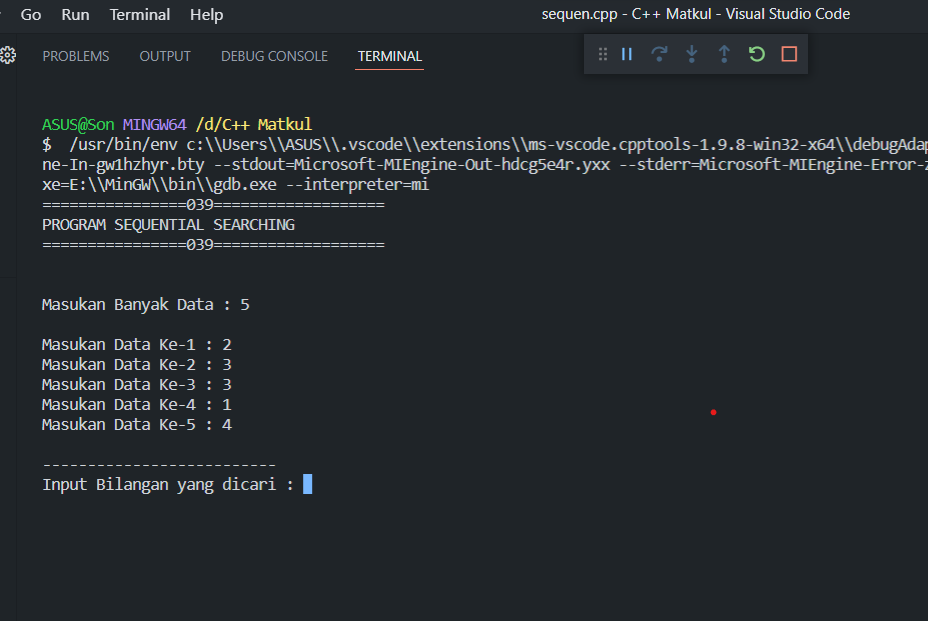 Go Run Terminal Help sequen.cpp - C++ Matkul - Visual Studio Code
PROBLEMS OUTPUT DEBUG CONSOLE TERMINAL
ASUS@Son MINGW64 /d/C++ Matkul
$  /usr/bin/env c:\\Users\\ASUS\\.vscode\\extensions\\ms-vscode.cpptools-1.9.8-win32-x64\\debugAdap
ne-In-gw1hzhyr.bty --stdout=Microsoft-MIEngine-Out-hdcg5e4r.yxx --stderr=Microsoft-MIEngine-Error-z
xe=E:\\MinGW\\bin\\gdb.exe --interpreter=mi
================039===================
PROGRAM SEQUENTIAL SEARCHING
================039===================
Masukan Banyak Data : 5
Masukan Data Ke-1 : 2
Masukan Data Ke-2 : 3
Masukan Data Ke-3 : 3
Masukan Data Ke-4 : 1
Masukan Data Ke-5 : 4
--------------------------
Input Bilangan yang dicari :